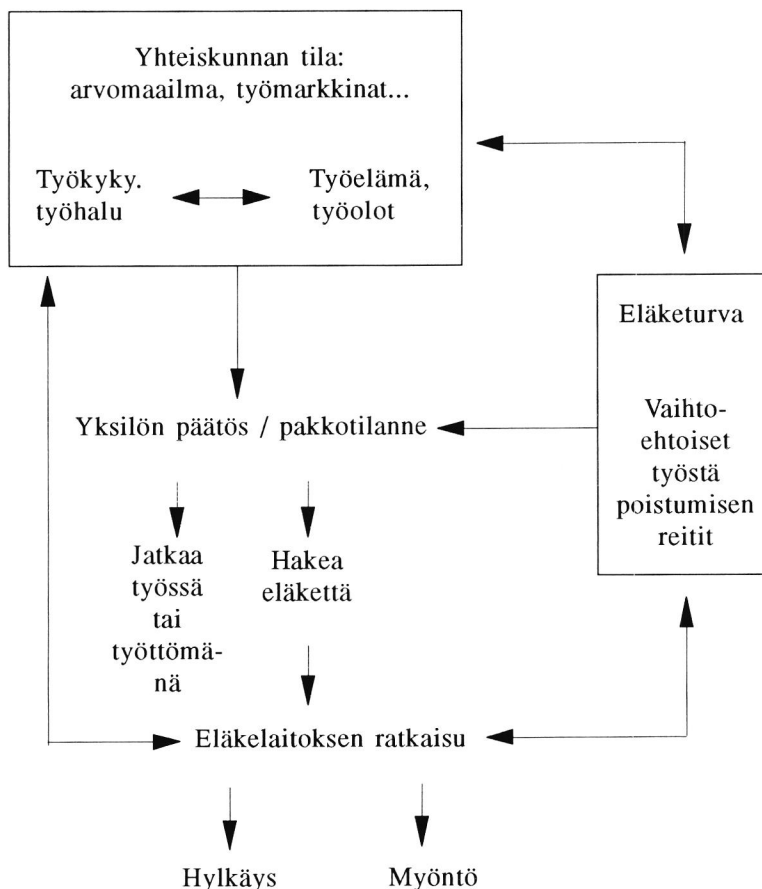 Yhteiskunnan tila:
arvomaailma, työmarkkinat...
Työkyky.
työhalu
Työelämä,
työolot
Eläketurva
Vaihto-
ehtoiset
työstä
poistumisen
reitit
Yksilön päätös / pakkotilanne
Jatkaa
työssä
tai
työttömä-
nä
Hakea
eläkettä
Eläkelaitoksen ratkaisu
Hylkäys
Myöntö